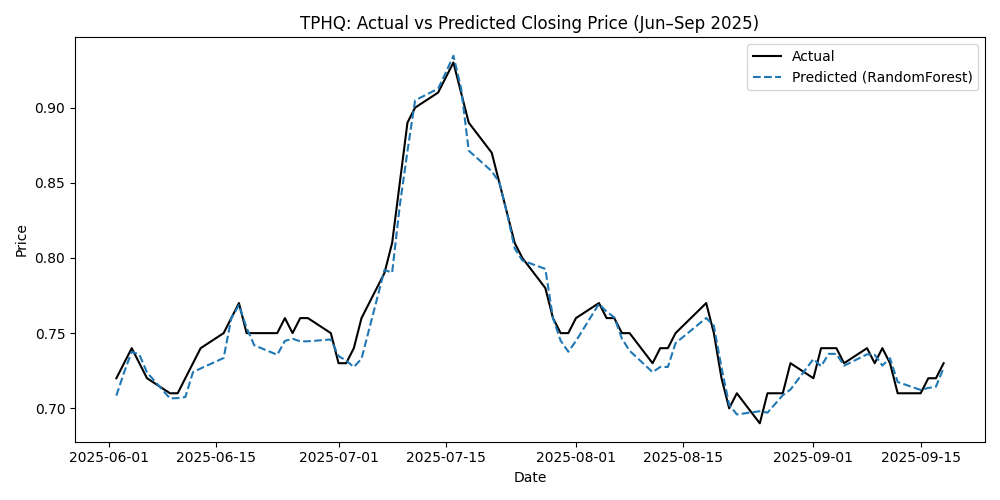 TPHQ: Actual vs Predicted Closing Price (Jun–Sep 2025)
Actual
Predicted (RandomForest)
0.90
0.85
0.80
0.75
0.70
Price
2025-06-01 2025-06-15 2025-07-01 2025-07-15 2025-08-01 2025-08-15 2025-09-01 2025-09-15
Date